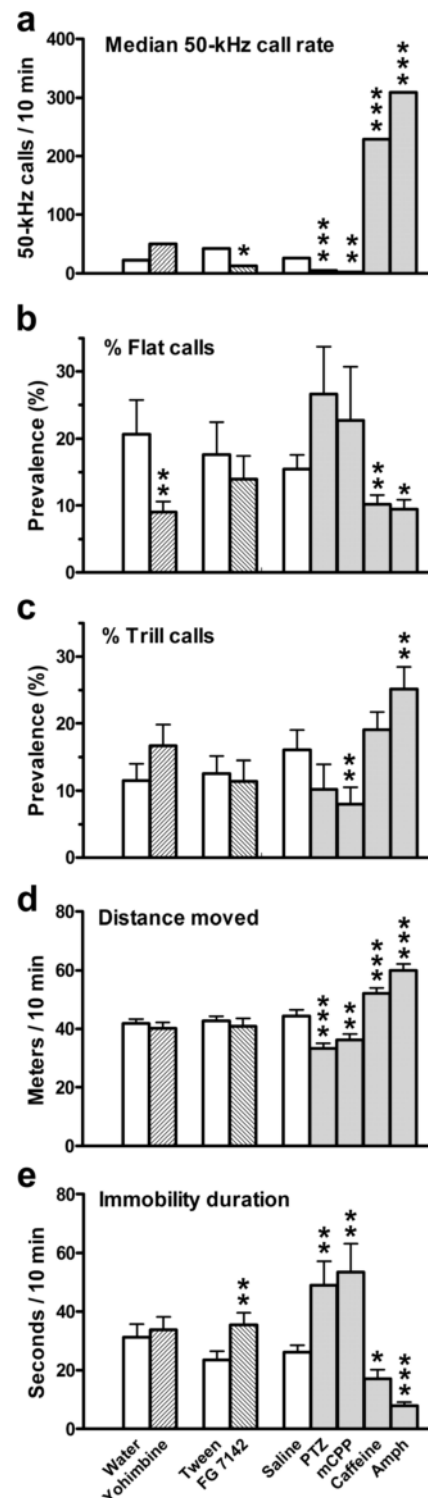 a
Median 50-kHz call rate
50-kHz calls / 10 min
400
300
200
100
0
*
***
**
***
***
b
% Flat calls
Prevalence (%)
30
20
10
0
**
**
*
c
% Trill calls
Prevalence (%)
30
20
10
0
**
**
d
Distance moved
Meters / 10 min
80
60
40
20
0
***
**
***
***
e
Immobility duration
Seconds / 10 min
80
60
40
20
0
**
**
**
*
***
Water
Yohimbine
Tween
FG 7142
Saline
PTZ
mCPP
Caffeine
Amph